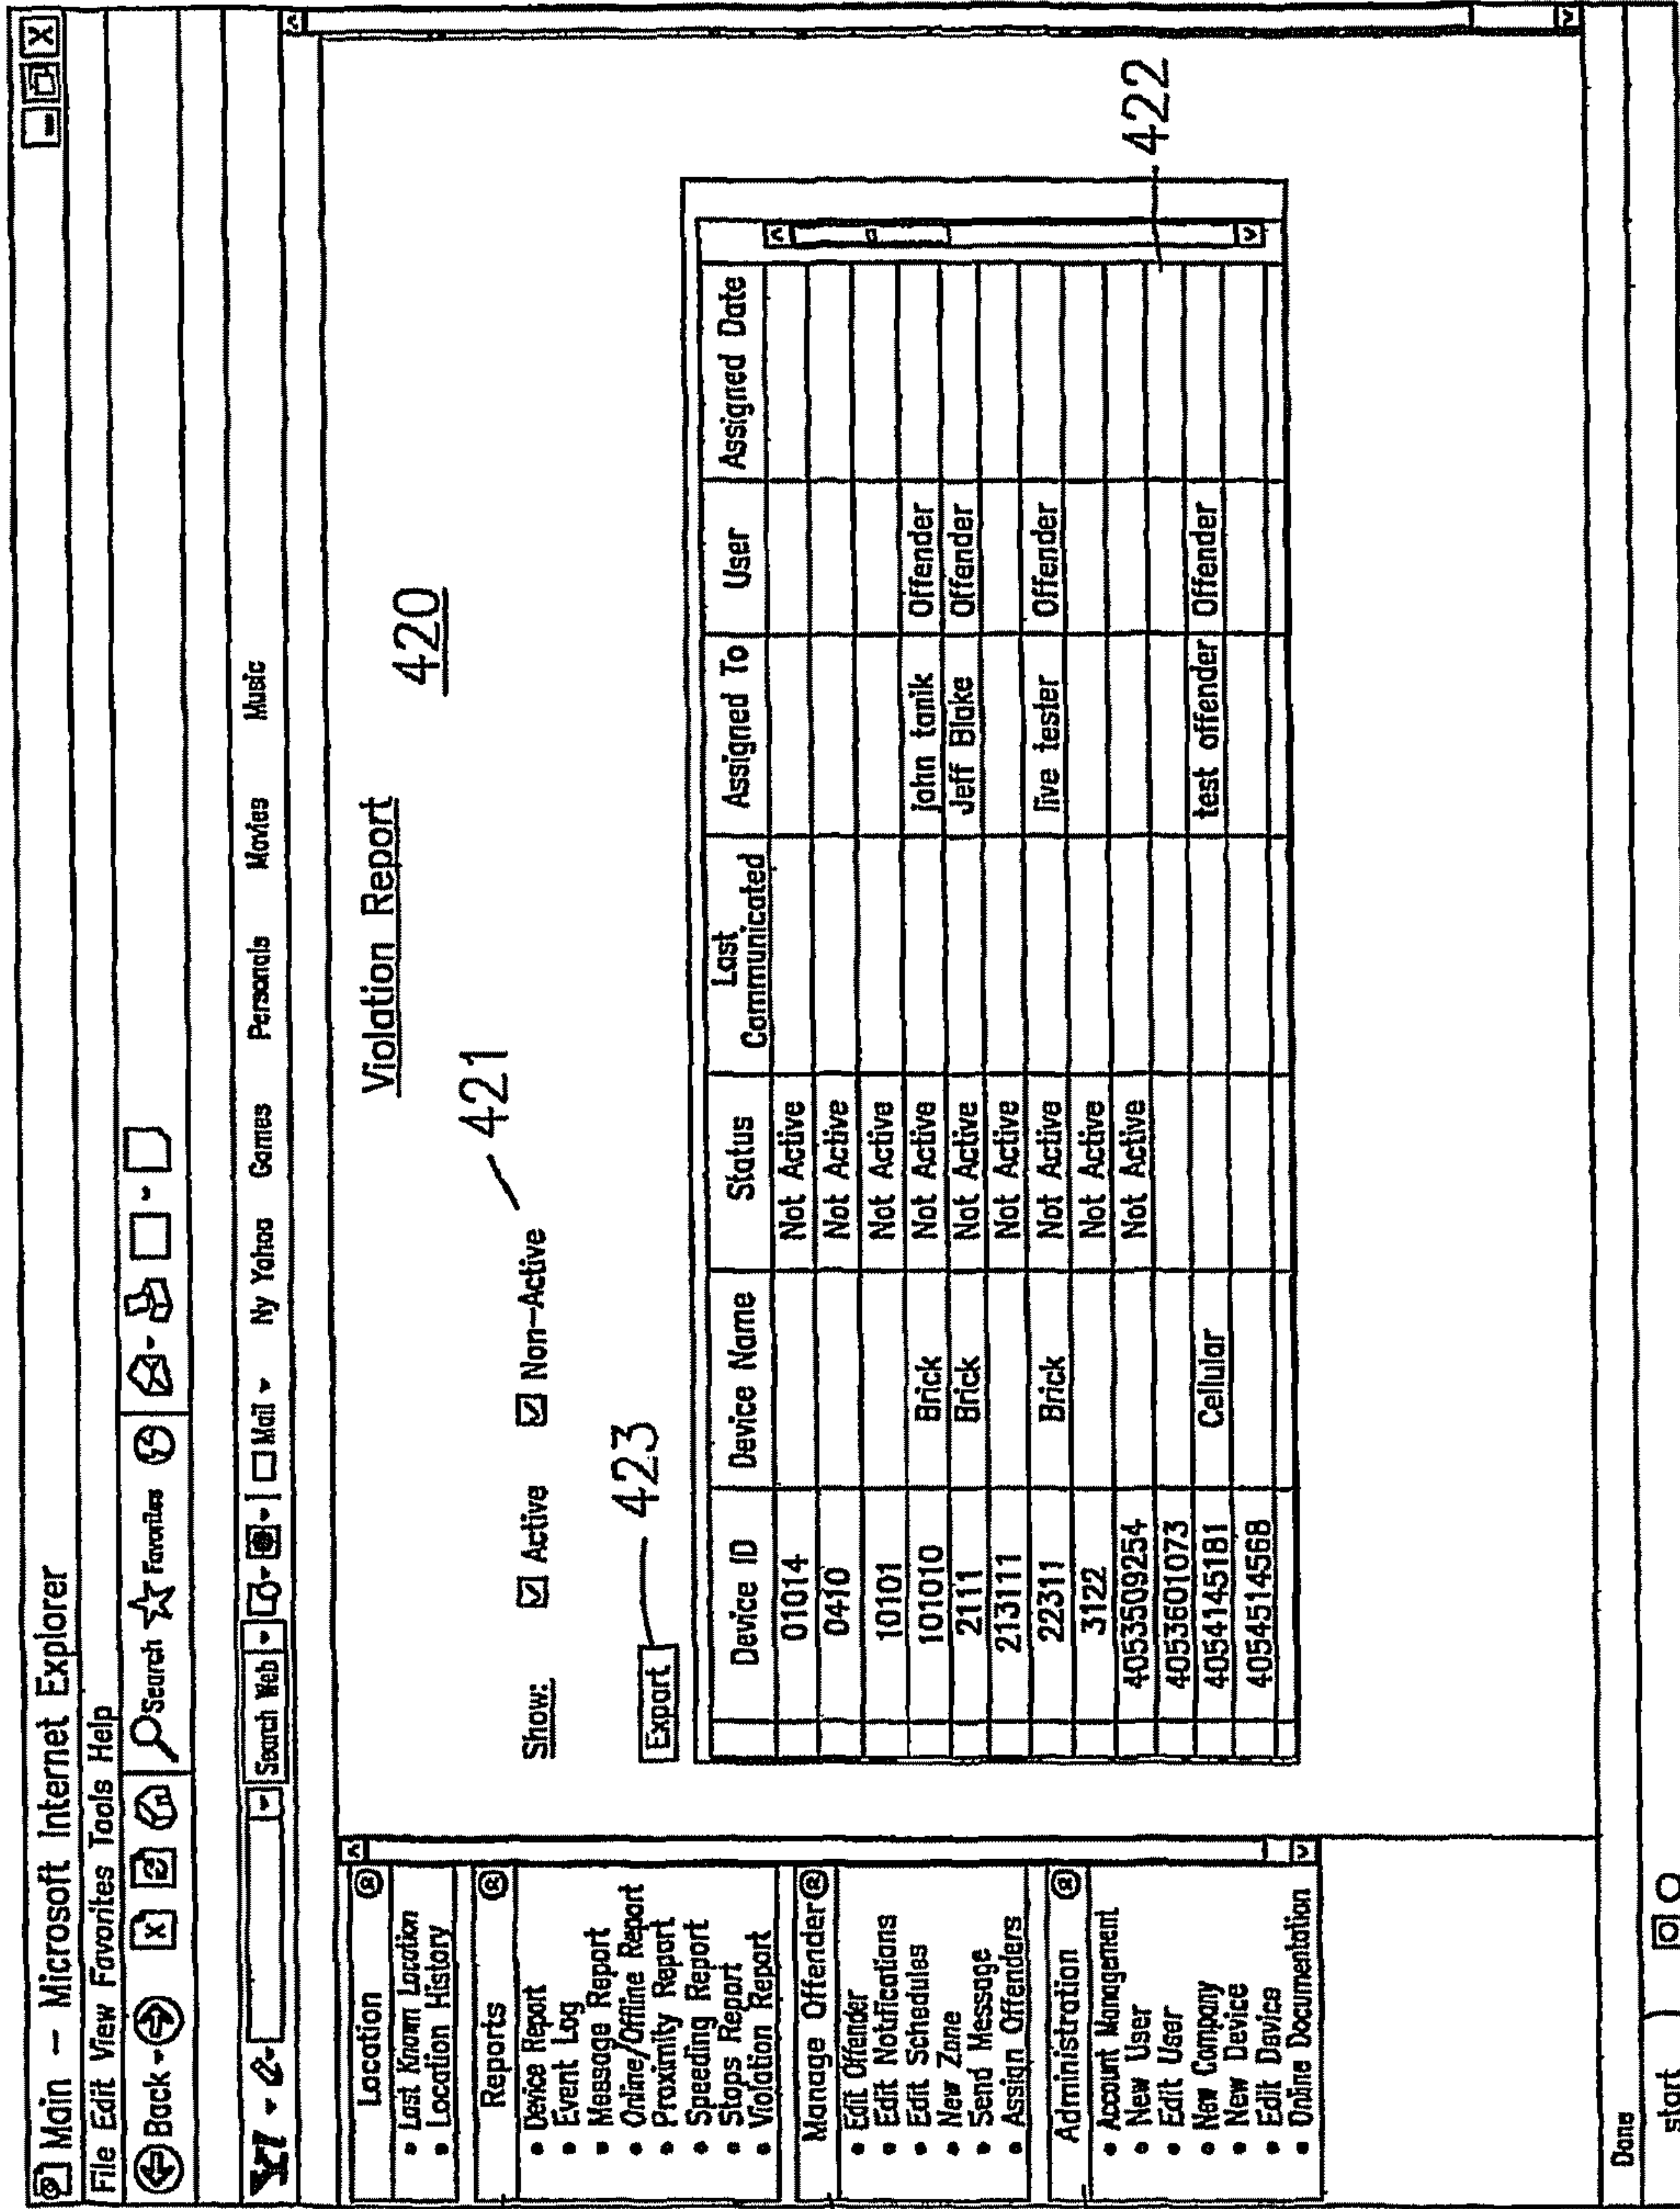 Main – Microsoft Internet Explorer
File Edit View Favorites Tools Help
Back Search Favorites
Y! Search Web Mail Ny Yahoo Games Personals Movies Music
Location
Last Known Location
Location History
Reports
Device Report
Event Log
Message Report
Online/Offline Report
Proximity Report
Speeding Report
Stops Report
Violation Report
Manage Offender
Edit Offender
Edit Notifications
Edit Schedules
New Zone
Send Message
Assign Offenders
Administration
Account Management
New User
Edit User
New Company
New Device
Edit Device
Online Documentation
Violation Report
420
Show: Active Non-Active 421
Export 423
Device ID Device Name Status Last Communicated Assigned To User Assigned Date
01014 Not Active
0410 Not Active
10101 Not Active
101010 Brick Not Active john tanik Offender
2111 Brick Not Active Jeff Blake Offender
213111 Not Active
22311 Brick Not Active live tester Offender
3122 Not Active
4053509254 Not Active
4053601073
4054145181 Cellular test offender Offender
4054514568
422
Done
start